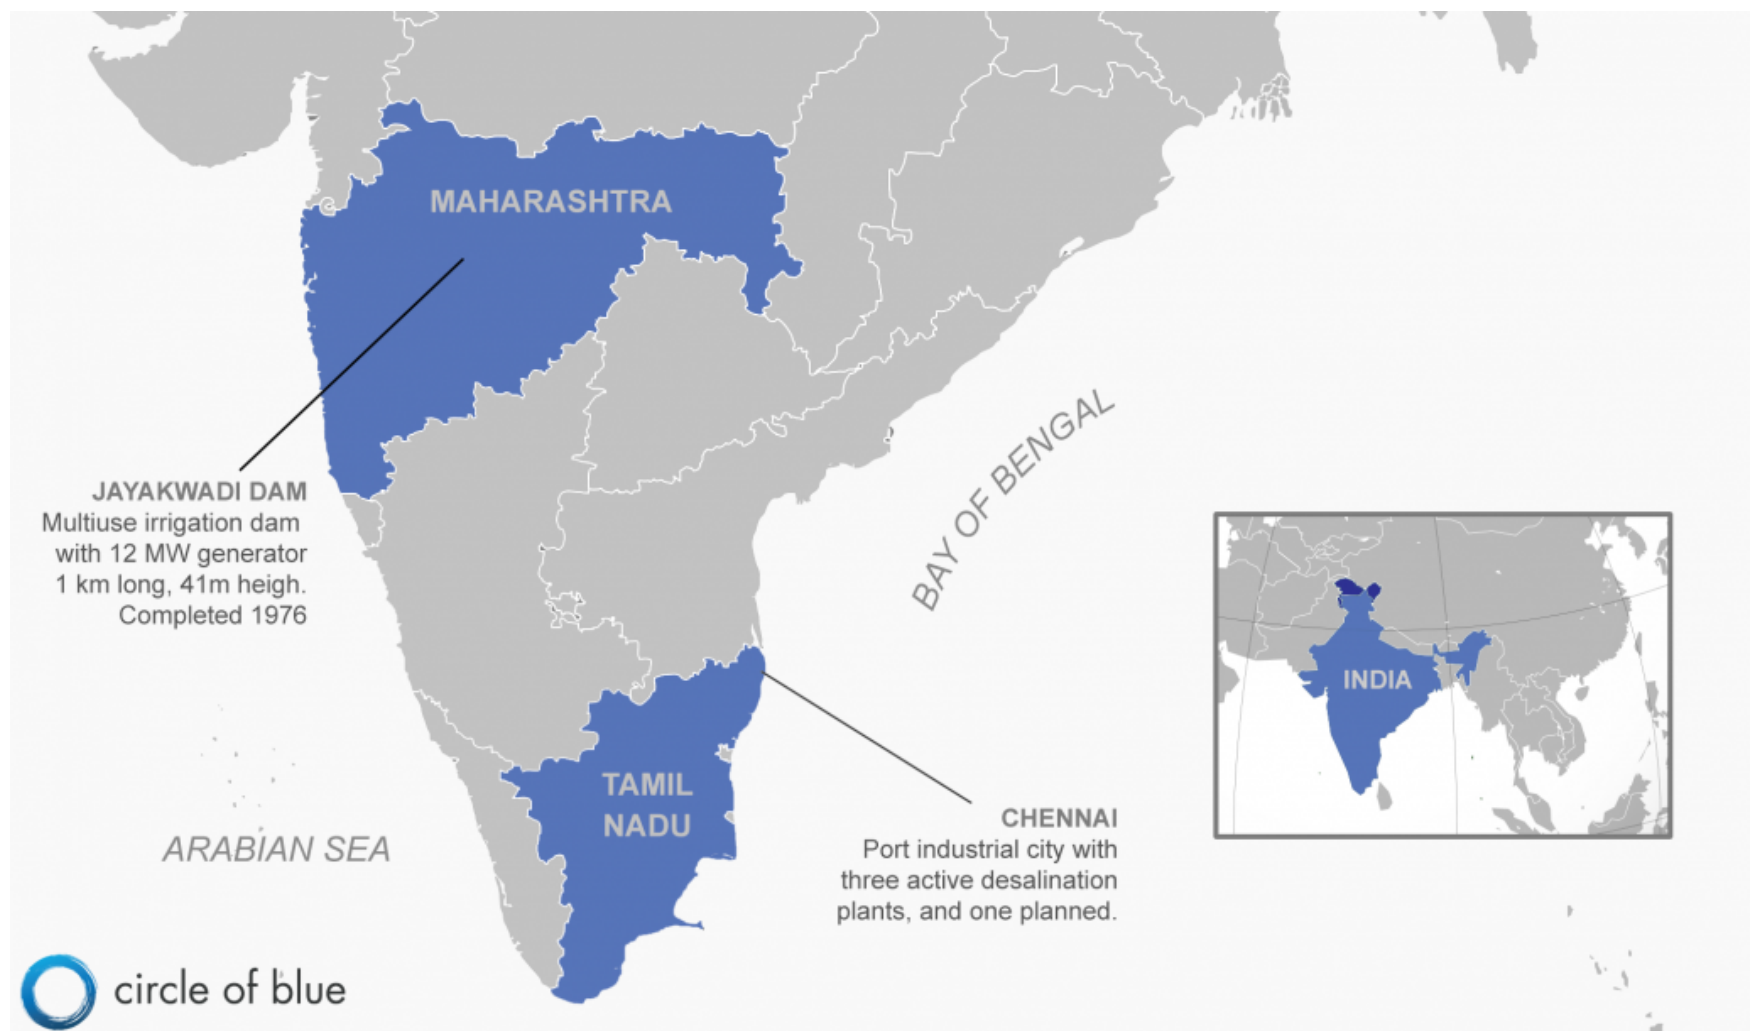 MAHARASHTRA
JAYAKWADI DAM
Multiuse irrigation dam
with 12 MW generator
1 km long, 41m heigh.
Completed 1976
BAY OF BENGAL
INDIA
TAMIL
NADU
CHENNAI
Port industrial city with
three active desalination
plants, and one planned.
ARABIAN SEA
circle of blue